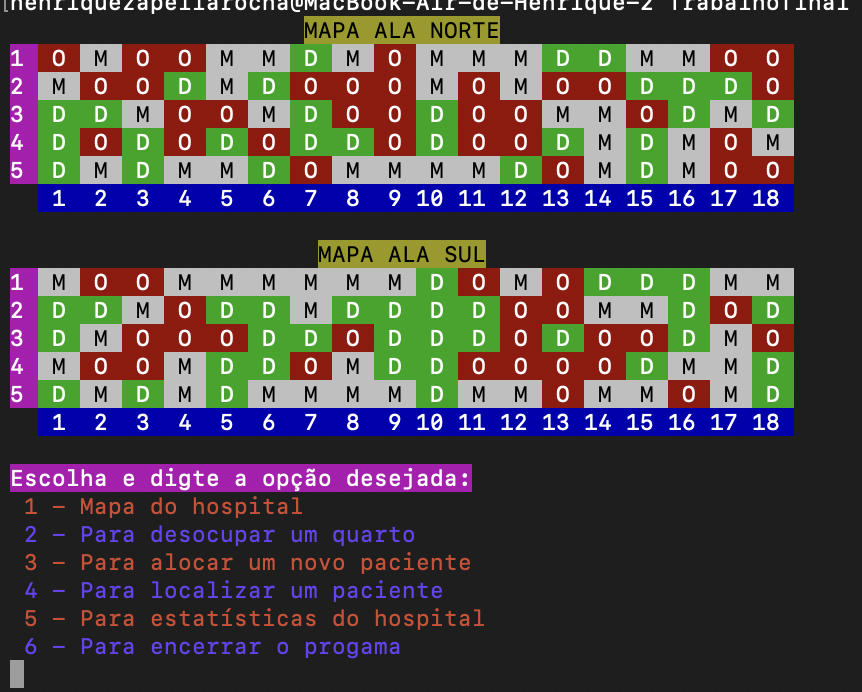 henriquezapellarocha@MacBook-Air-de-Henrique-2 TrabalhoFinal
MAPA ALA NORTE
1 O M O O M M D M O M M M D D M M O O
2 M O O D M D O O O M O M O O D D D O
3 D D M O O M D O O D O O M M O D M D
4 D O D O D O D D O D O O D M D M O M
5 D M D M M D O M M M M D O M D M O O
1 2 3 4 5 6 7 8 9 10 11 12 13 14 15 16 17 18
MAPA ALA SUL
1 M O O M M M M M M D O M O D D D M M
2 D D M O D D M D D D D O O M M D O D
3 D M O O O D D O D D D O D O O D M O
4 M O O M D D O M D D O O O O D M M D
5 D M D M D M M M M D M M O M M O M D
1 2 3 4 5 6 7 8 9 10 11 12 13 14 15 16 17 18
Escolha e digte a opção desejada:
1 - Mapa do hospital
2 - Para desocupar um quarto
3 - Para alocar um novo paciente
4 - Para localizar um paciente
5 - Para estatísticas do hospital
6 - Para encerrar o progama